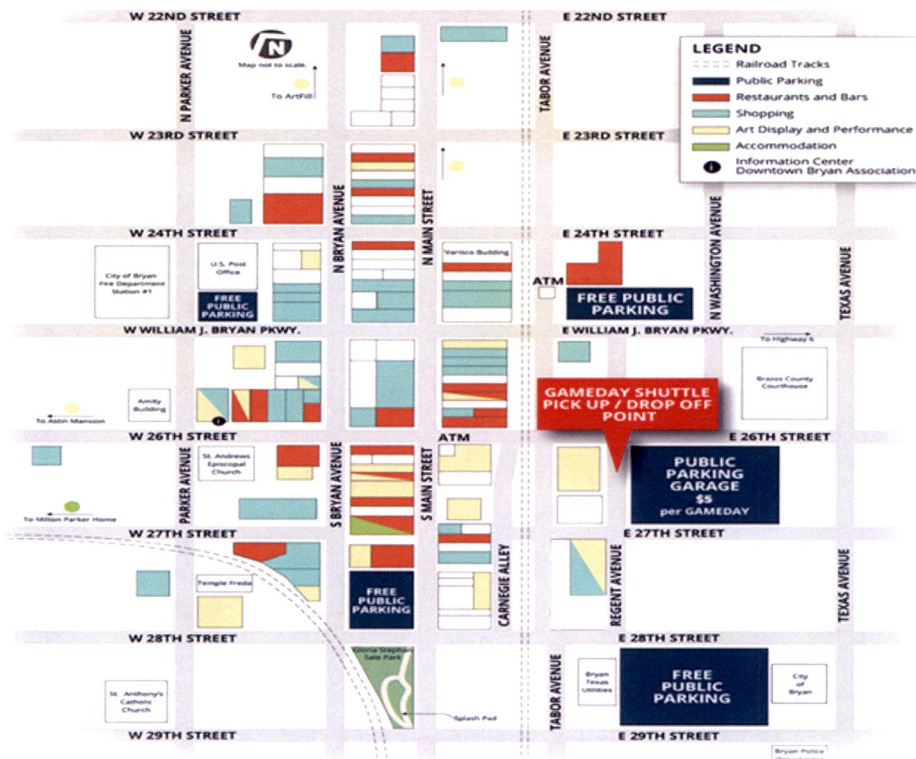 W 22ND STREET
E 22ND STREET
N PARKER AVENUE
N
Map not to scale.
To ArtFill
TABOR AVENUE
LEGEND
Railroad Tracks
Public Parking
Restaurants and Bars
Shopping
Art Display and Performance
Accommodation
i
Information Center
Downtown Bryan Association
W 23RD STREET
E 23RD STREET
N BRYAN AVENUE
N MAIN STREET
N WASHINGTON AVENUE
TEXAS AVENUE
W 24TH STREET
E 24TH STREET
City of Bryan
Fire Department
Station #1
U.S. Post
Office
FREE
PUBLIC
PARKING
Varisco Building
ATM
FREE PUBLIC
PARKING
W WILLIAM J. BRYAN PKWY.
E WILLIAM J. BRYAN PKWY.
To Highway 6
Brazos County
Courthouse
Amity
Building
To Astin Mansion
i
GAMEDAY SHUTTLE
PICK UP / DROP OFF
POINT
W 26TH STREET
ATM
E 26TH STREET
St. Andrews
Episcopal
Church
PARKER AVENUE
S BRYAN AVENUE
S MAIN STREET
PUBLIC
PARKING
GARAGE
$5
per GAMEDAY
To Milton Parker Home
W 27TH STREET
E 27TH STREET
Temple Freda
FREE
PUBLIC
PARKING
CARNEGIE ALLEY
REGENT AVENUE
TEXAS AVENUE
W 28TH STREET
E 28TH STREET
Sale Park
Splash Pad
St. Anthony's
Catholic
Church
TABOR AVENUE
Bryan
Texas
Utilities
FREE
PUBLIC
PARKING
City
of
Bryan
W 29TH STREET
E 29TH STREET
Bryan Police